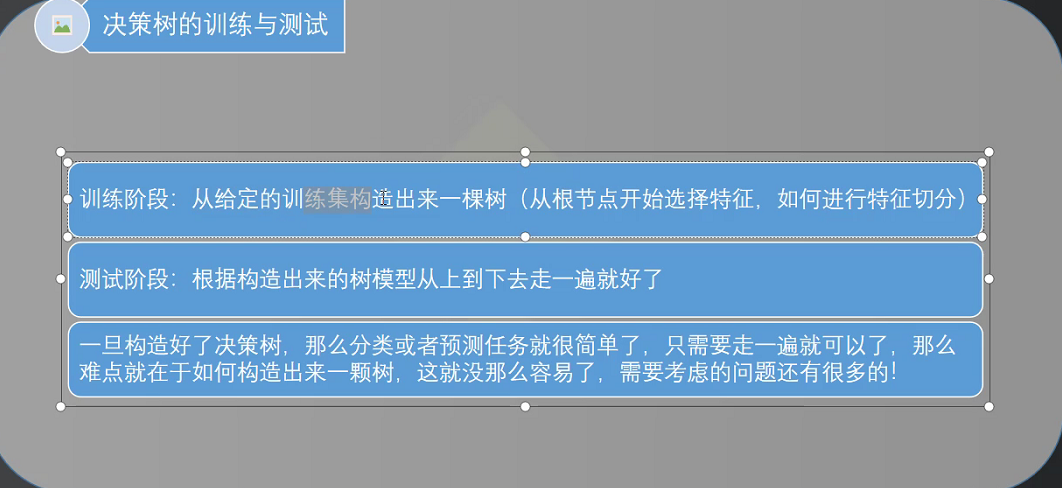 决策树的训练与测试
训练阶段：从给定的训练集构造出来一棵树（从根节点开始选择特征，如何进行特征切分）
测试阶段：根据构造出来的树模型从上到下去走一遍就好了
一旦构造好了决策树，那么分类或者预测任务就很简单了，只需要走一遍就可以了，那么
难点就在于如何构造出来一颗树，这就没那么容易了，需要考虑的问题还有很多的！